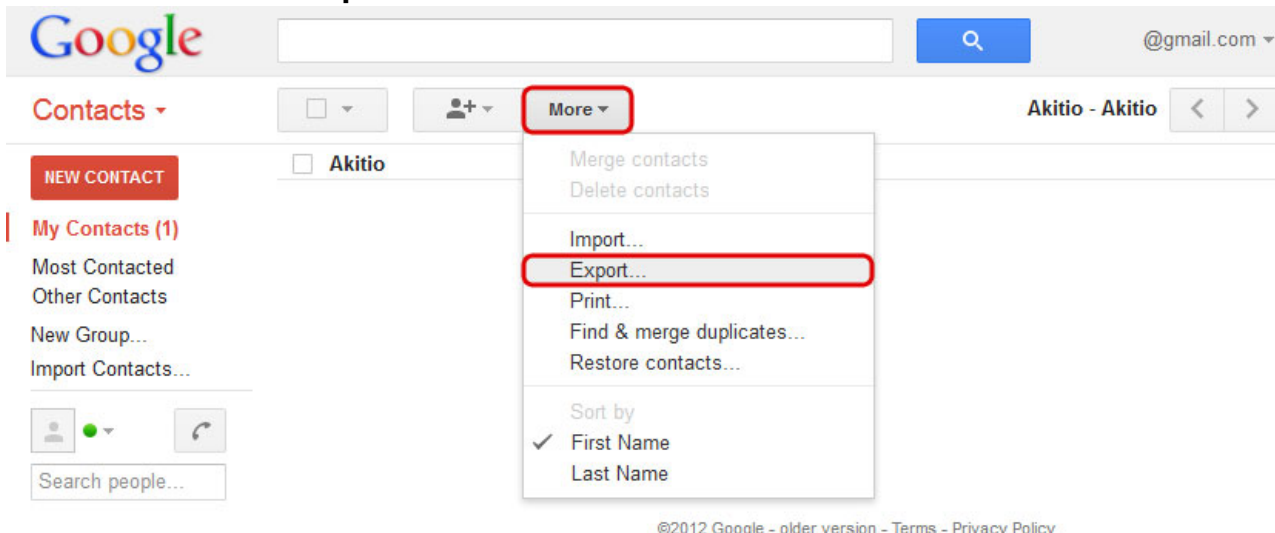 Google
@gmail.com
Contacts
More
Akitio - Akitio
NEW CONTACT
Akitio
My Contacts (1)
Most Contacted
Other Contacts
New Group...
Import Contacts...
Search people...
Merge contacts
Delete contacts
Import...
Export...
Print...
Find & merge duplicates...
Restore contacts...
Sort by
First Name
Last Name
©2012 Google - older version - Terms - Privacy Policy